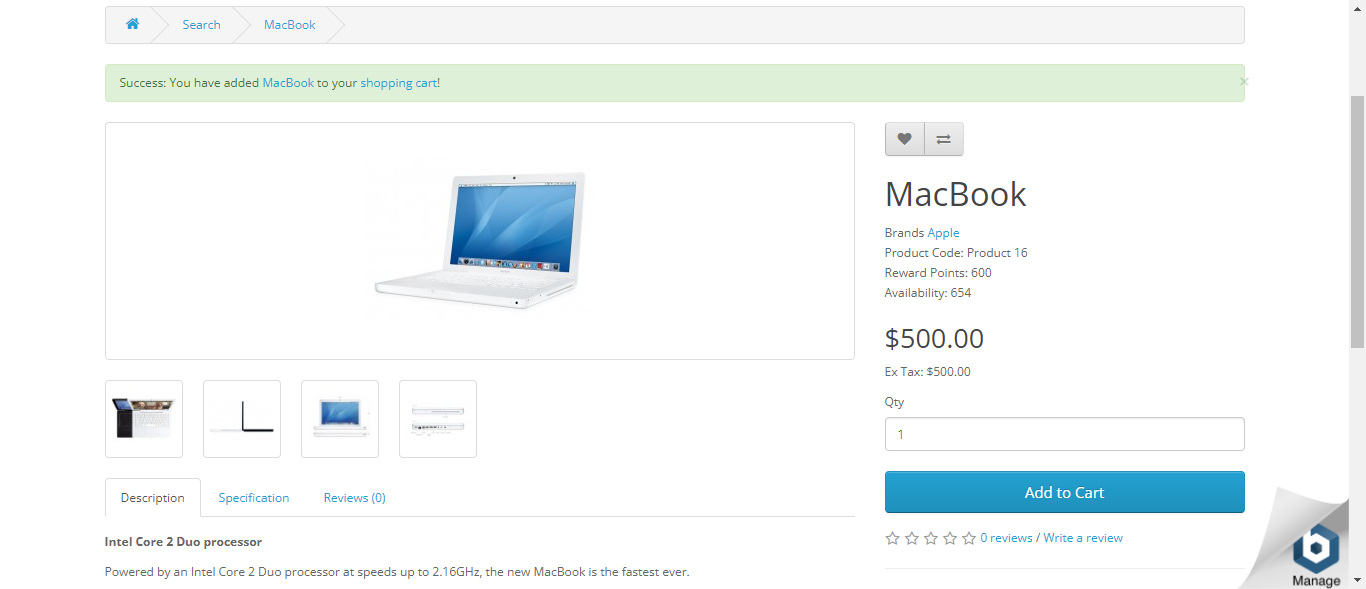 Search
MacBook
Success: You have added MacBook to your shopping cart!
×
MacBook
Brands Apple
Product Code: Product 16
Reward Points: 600
Availability: 654
$500.00
Ex Tax: $500.00
Qty
1
Add to Cart
0 reviews / Write a review
Description
Specification
Reviews (0)
Intel Core 2 Duo processor
Powered by an Intel Core 2 Duo processor at speeds up to 2.16GHz, the new MacBook is the fastest ever.
b
Manage